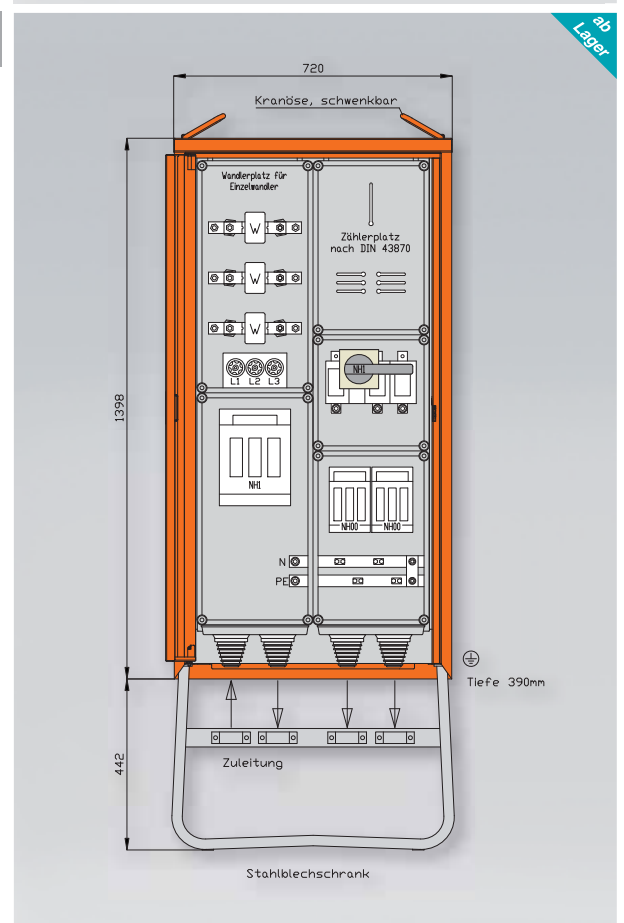 ab
Lager
720
Kranöse, schwenkbar
Wandlerplatz für
Einzelwandler
W
W
W
L1 L2 L3
NH1
Zählerplatz
nach DIN 43870
NH1
NH00 NH00
N
PE
1398
Tiefe 390mm
442
Zuleitung
Stahlblechschrank